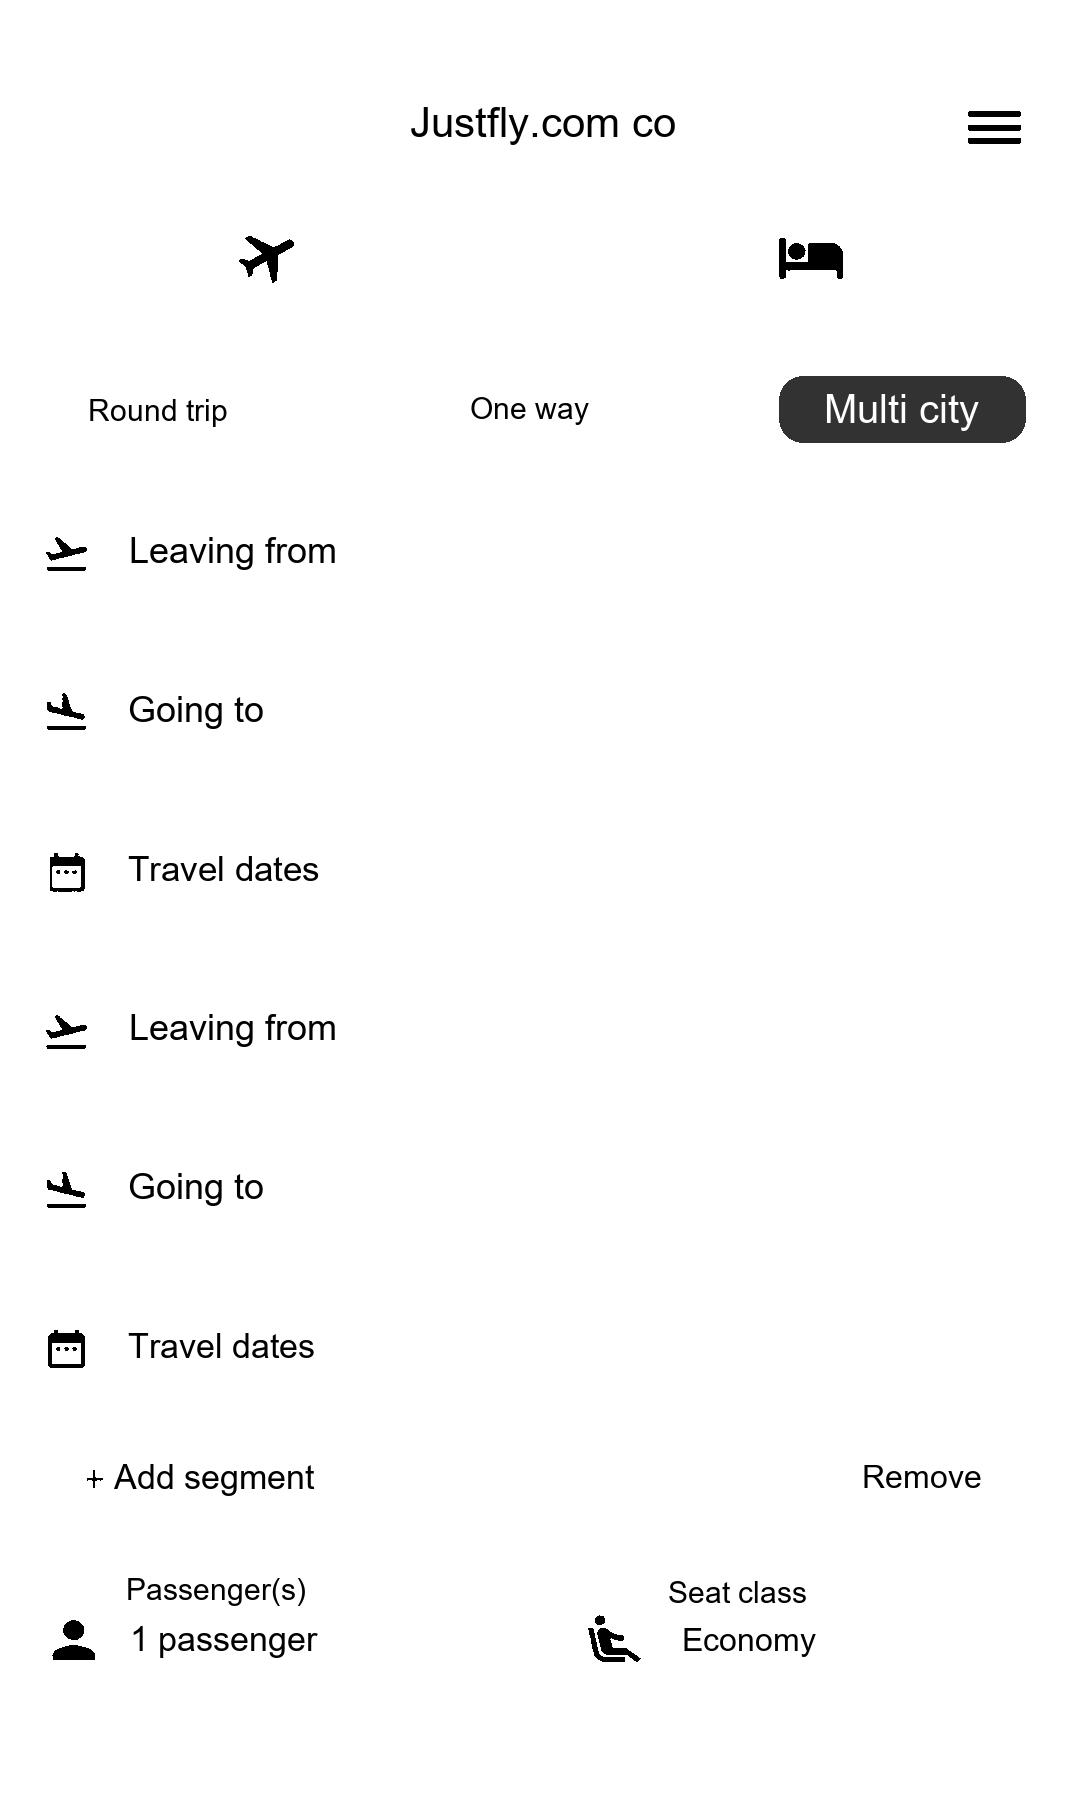 Justfly.com co
Round trip
One way
Multi city
Leaving from
Going to
Travel dates
Leaving from
Going to
Travel dates
+ Add segment
Remove
Passenger(s)
1 passenger
Seat class
Economy